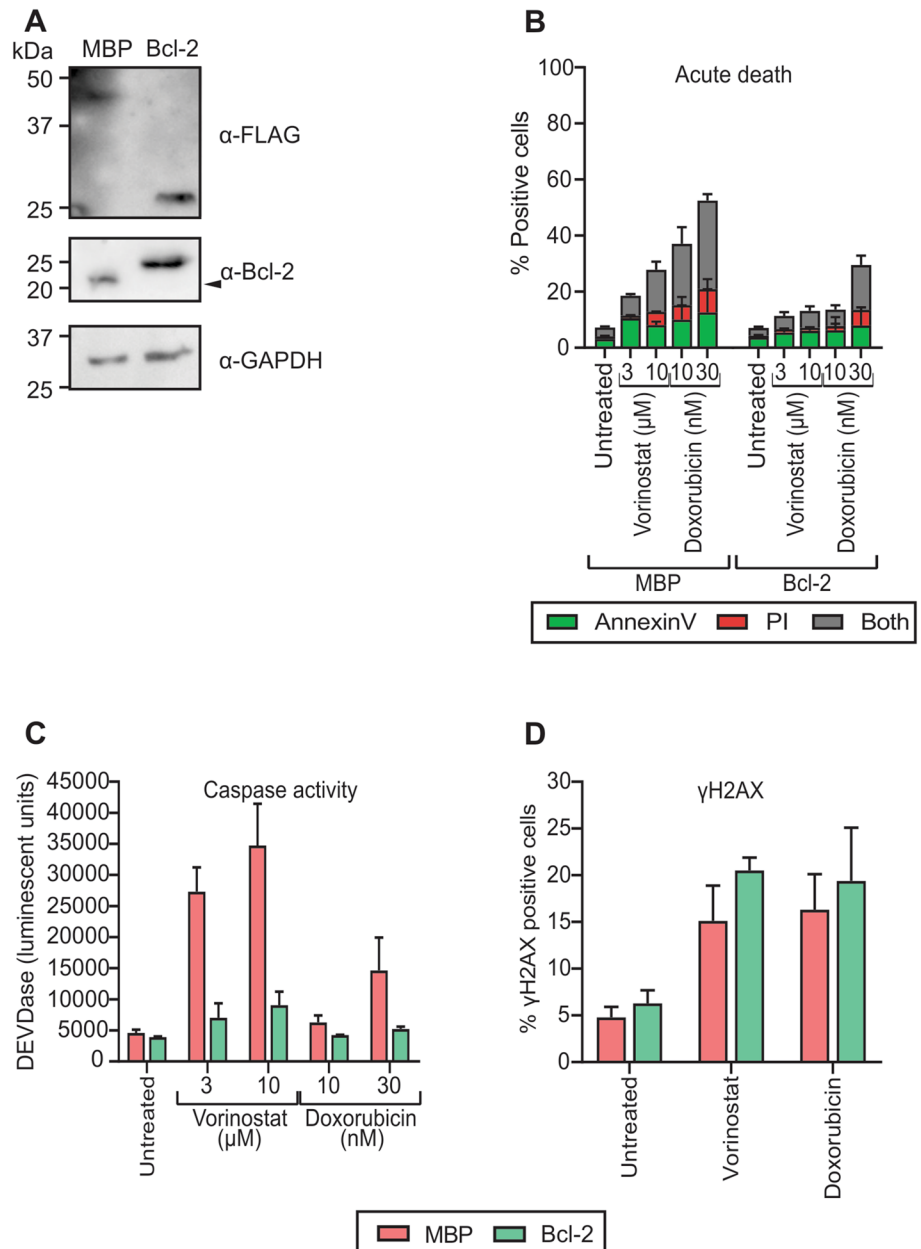 A
kDa
MBP Bcl-2
50
37
25
α-FLAG
25
20
α-Bcl-2
37
25
α-GAPDH
B
Acute death
% Positive cells
100
80
60
40
20
0
Untreated
3
10
10
30
Untreated
3
10
10
30
Vorinostat (µM)
Doxorubicin (nM)
Vorinostat (µM)
Doxorubicin (nM)
MBP
Bcl-2
AnnexinV PI Both
C
Caspase activity
DEVDase (luminescent units)
45000
40000
35000
30000
25000
20000
15000
10000
5000
0
Untreated
3
10
10
30
Vorinostat
(µM)
Doxorubicin
(nM)
D
γH2AX
% γH2AX positive cells
30
25
20
15
10
5
0
Untreated
Vorinostat
Doxorubicin
MBP Bcl-2